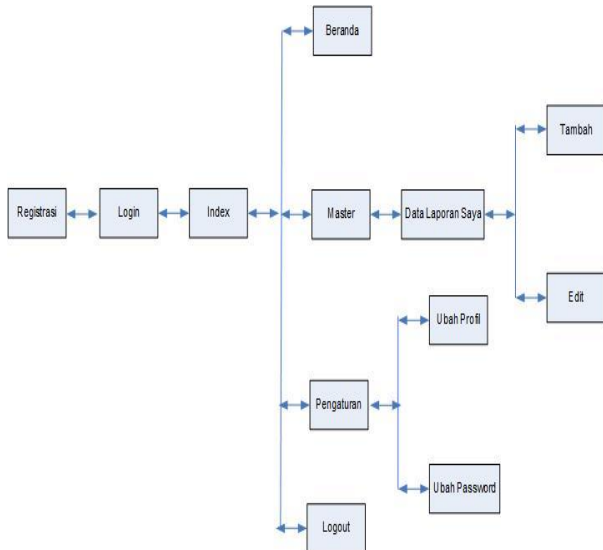 Beranda
Tambah
Registrasi
Login
Index
Master
Data Laporan Saya
Edit
Ubah Profil
Pengaturan
Ubah Password
Logout